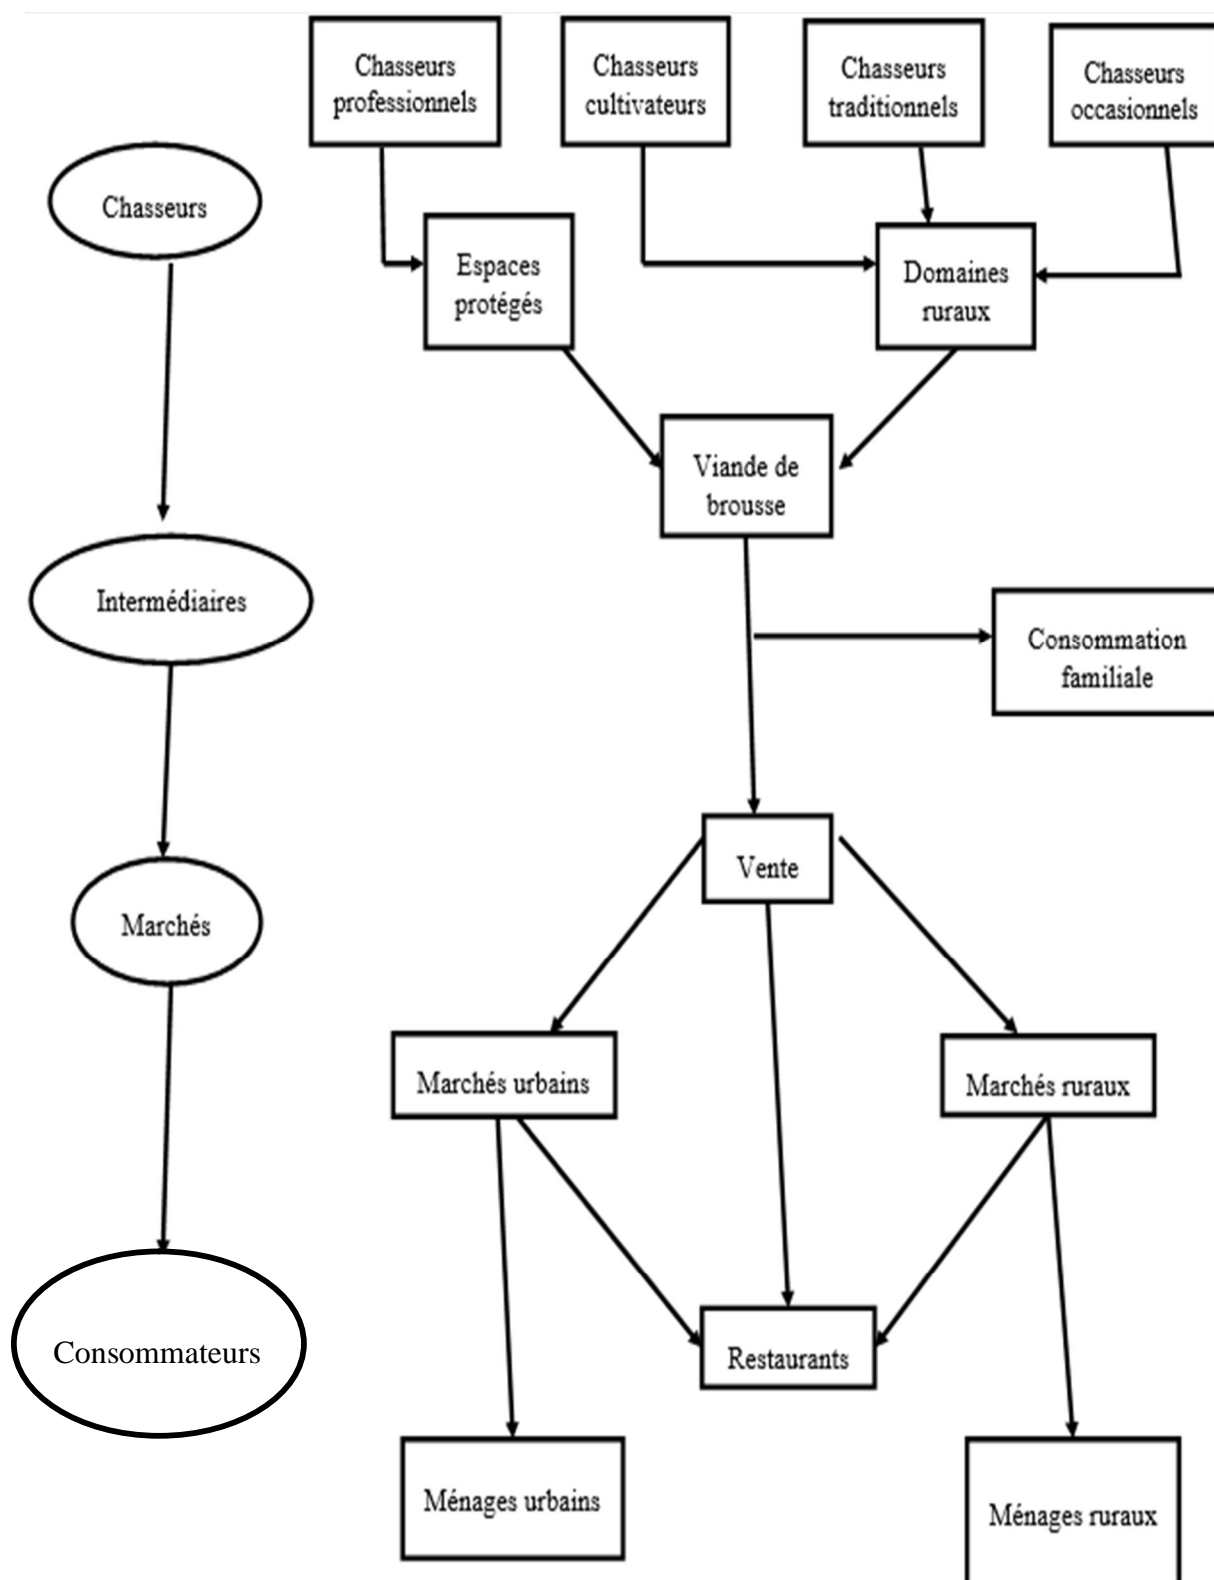 Chasseurs
professionnels
Chasseurs
cultivateurs
Chasseurs
traditionnels
Chasseurs
occasionnels
Chasseurs
Espaces
protégés
Domaines
ruraux
Viande de
brousse
Intermédiaires
Consommation
familiale
Vente
Marchés
Marchés urbains
Marchés ruraux
Consommateurs
Restaurants
Ménages urbains
Ménages ruraux